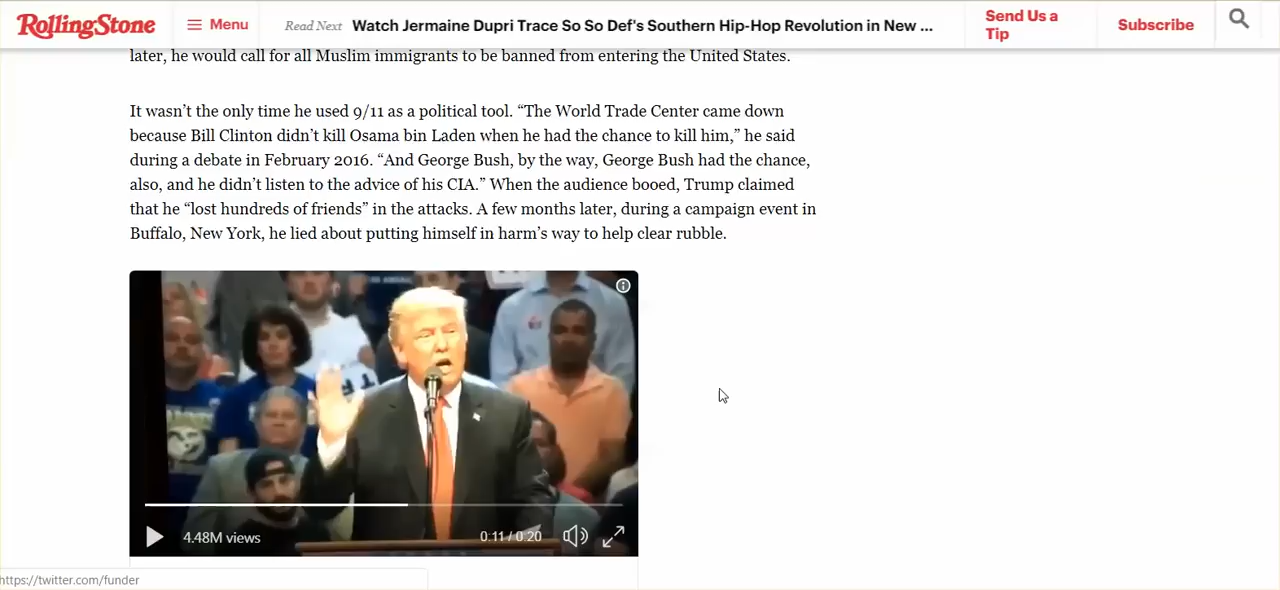 RollingStone
Menu
Read Next Watch Jermaine Dupri Trace So So Def's Southern Hip-Hop Revolution in New ...
Send Us a
Tip
Subscribe
later, he would call for all Muslim immigrants to be banned from entering the United States.
It wasn’t the only time he used 9/11 as a political tool. “The World Trade Center came down
because Bill Clinton didn’t kill Osama bin Laden when he had the chance to kill him,” he said
during a debate in February 2016. “And George Bush, by the way, George Bush had the chance,
also, and he didn’t listen to the advice of his CIA.” When the audience booed, Trump claimed
that he “lost hundreds of friends” in the attacks. A few months later, during a campaign event in
Buffalo, New York, he lied about putting himself in harm’s way to help clear rubble.
4.48M views
0:11 / 0:20
https://twitter.com/funder